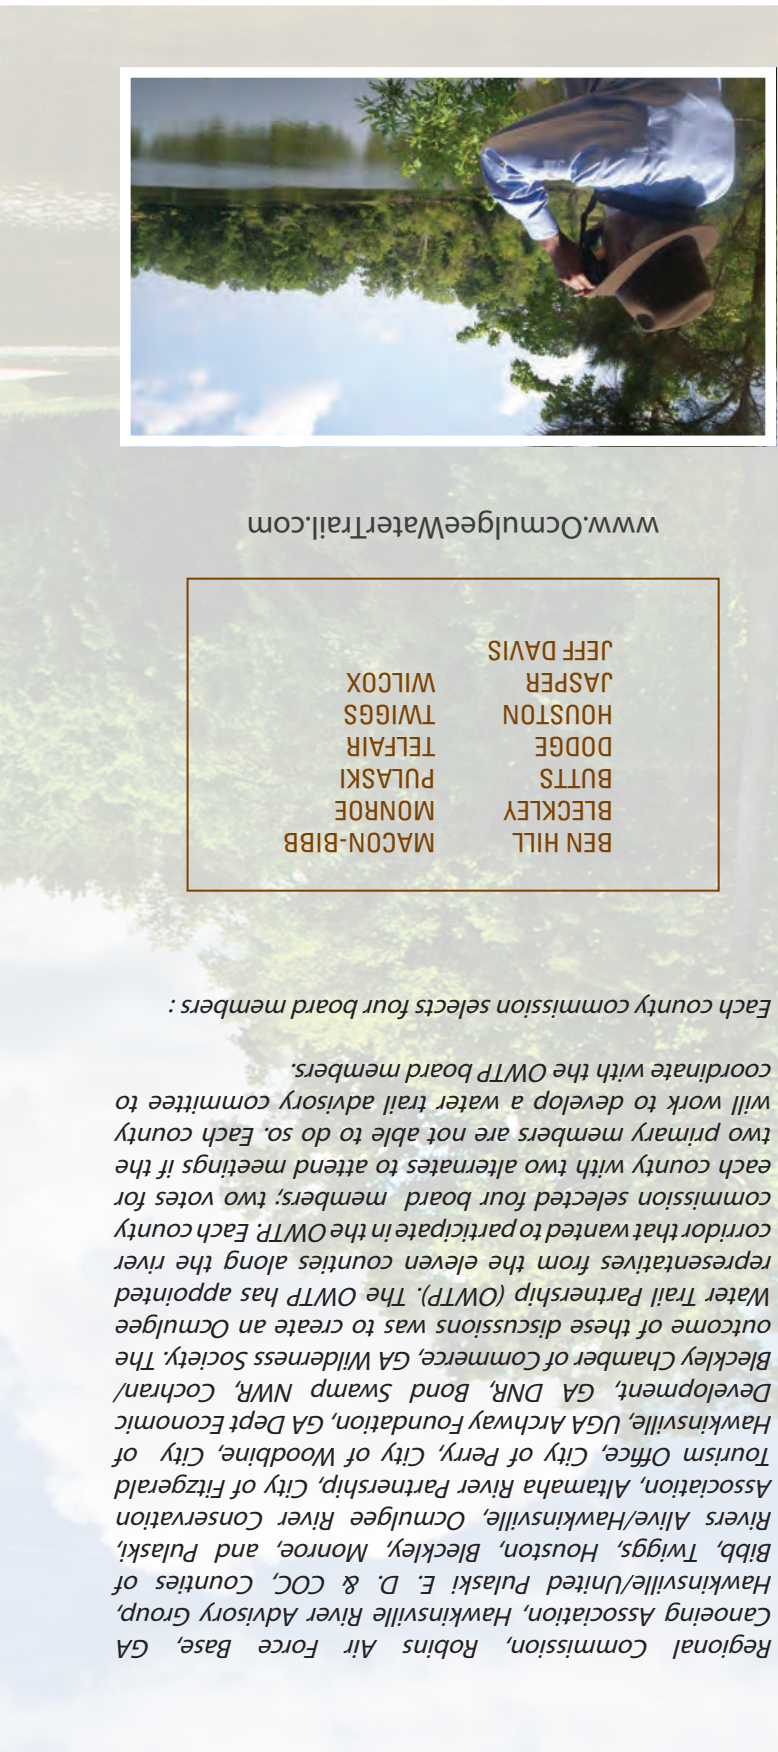 Regional Commission, Robins Air Force Base, GA
Canoeing Association, Hawkinsville River Advisory Group,
Hawkinsville/United Pulaski E. D. & COC, Counties of
Bibb, Twiggs, Houston, Bleckley, Monroe, and Pulaski,
Rivers Alive/Hawkinsville, Ocmulgee River Conservation
Association, Altamaha River Partnership, City of Fitzgerald
Tourism Office, City of Perry, City of Woodbine, City of
Hawkinsville, UGA Archway Foundation, GA Dept Economic
Development, GA DNR, Bond Swamp NWR, Cochran/
Bleckley Chamber of Commerce, GA Wilderness Society. The
outcome of these discussions was to create an Ocmulgee
Water Trail Partnership (OWTP). The OWTP has appointed
representatives from the eleven counties along the river
corridor that wanted to participate in the OWTP. Each county
commission selected four board members; two votes for
each county with two alternates to attend meetings if the
two primary members are not able to do so. Each county
will work to develop a water trail advisory committee to
coordinate with the OWTP board members.
Each county commission selects four board members :
BEN HILL MACON-BIBB
BLECKLEY MONROE
BUTTS PULASKI
DODGE TELFAIR
HOUSTON TWIGGS
JASPER WILCOX
JEFF DAVIS
www.OcmulgeeWaterTrail.com